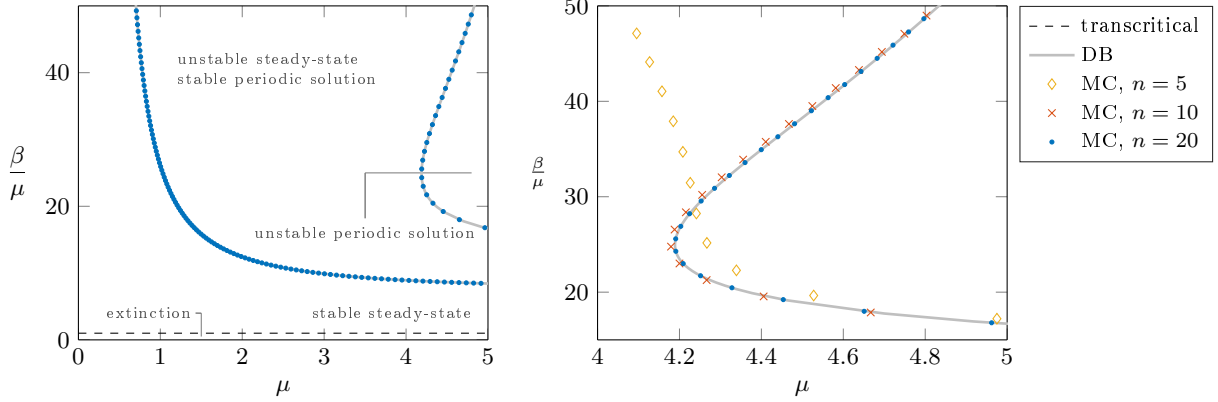 unstable steady-state
stable periodic solution
unstable periodic solution
extinction
stable steady-state
0
20
40
β
μ
0
1
2
3
4
5
μ
20
30
40
50
β
μ
4
4.2
4.4
4.6
4.8
5
μ
transcritical
DB
MC, n = 5
MC, n = 10
MC, n = 20